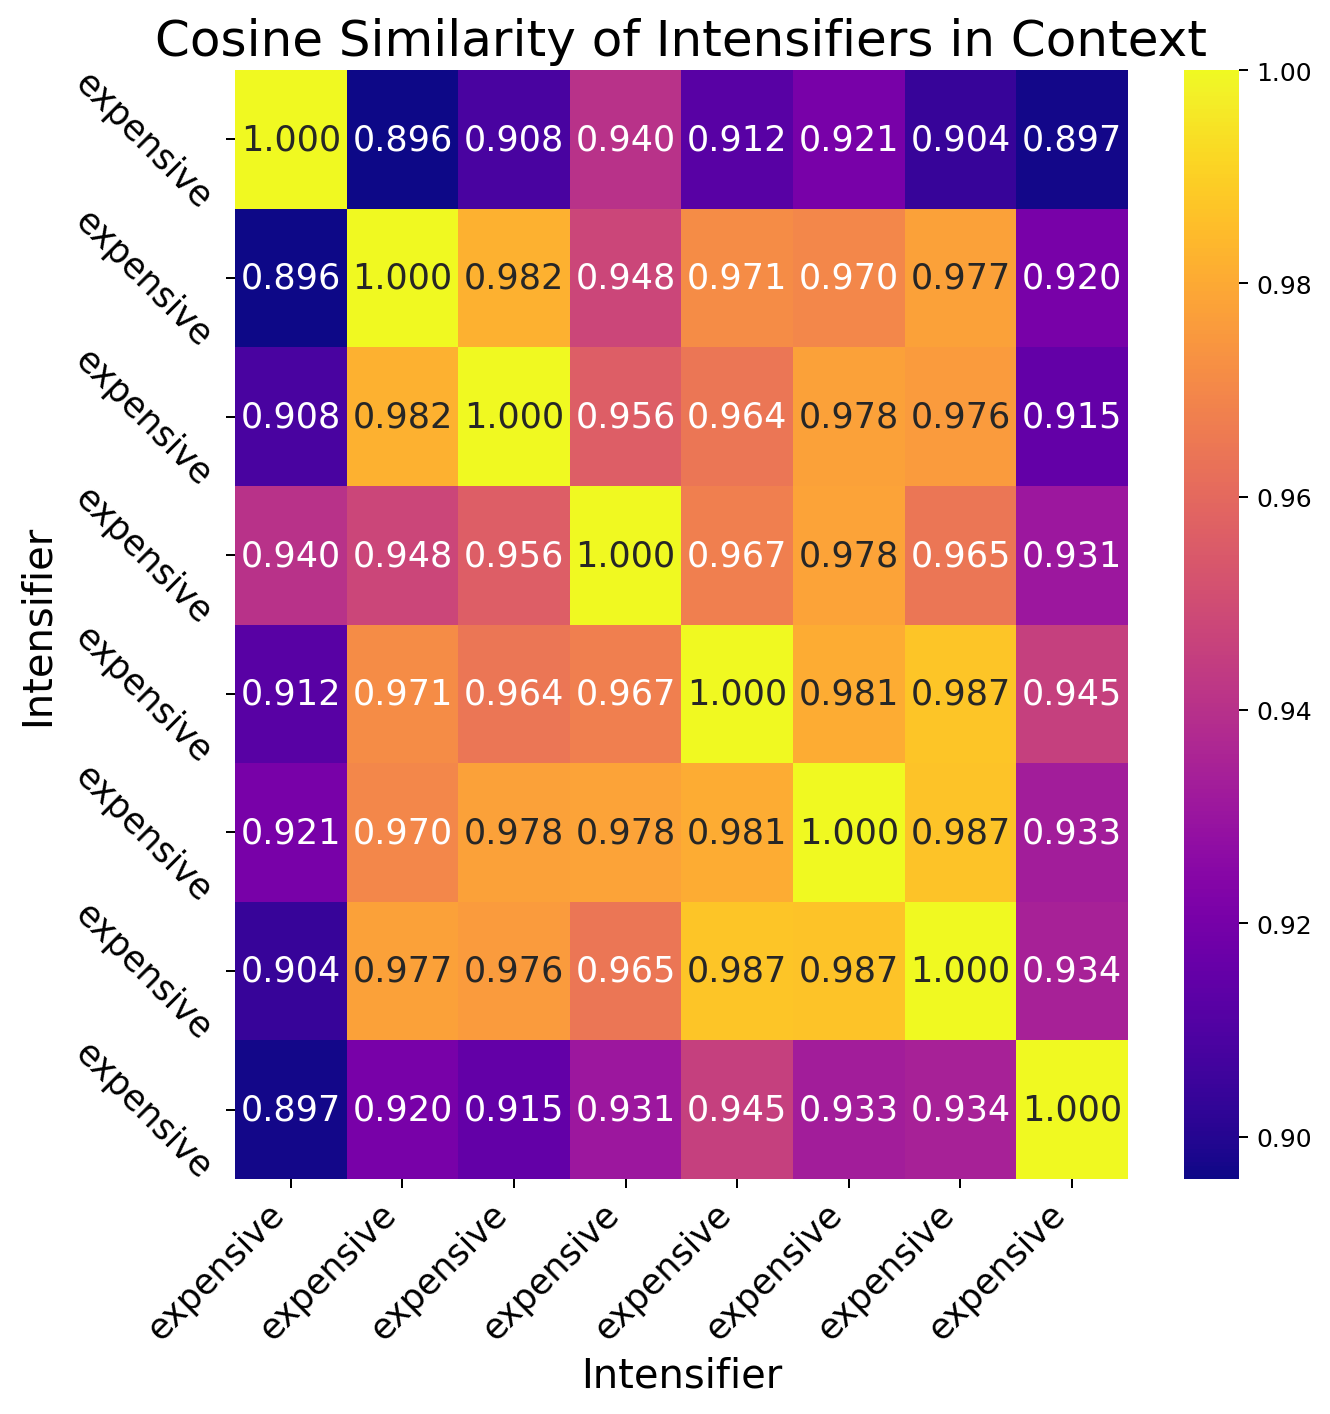 Cosine Similarity of Intensifiers in Context
expensive 1.000 0.896 0.908 0.940 0.912 0.921 0.904 0.897
expensive 0.896 1.000 0.982 0.948 0.971 0.970 0.977 0.920
expensive 0.908 0.982 1.000 0.956 0.964 0.978 0.976 0.915
expensive 0.940 0.948 0.956 1.000 0.967 0.978 0.965 0.931
expensive 0.912 0.971 0.964 0.967 1.000 0.981 0.987 0.945
expensive 0.921 0.970 0.978 0.978 0.981 1.000 0.987 0.933
expensive 0.904 0.977 0.976 0.965 0.987 0.987 1.000 0.934
expensive 0.897 0.920 0.915 0.931 0.945 0.933 0.934 1.000
Intensifier
expensive expensive expensive expensive expensive expensive expensive expensive
Intensifier
1.00
0.98
0.96
0.94
0.92
0.90